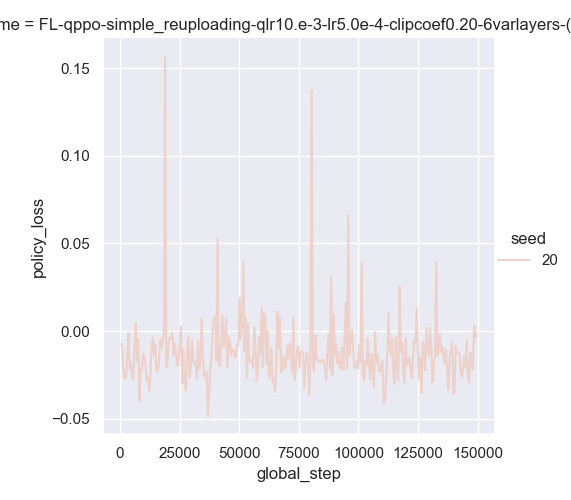 me = FL-qppo-simple_reuploading-qlr10.e-3-lr5.0e-4-clipcoef0.20-6varlayers-(
0.15
0.10
0.05
0.00
−0.05
policy_loss
seed
20
0 25000 50000 75000 100000 125000 150000
global_step